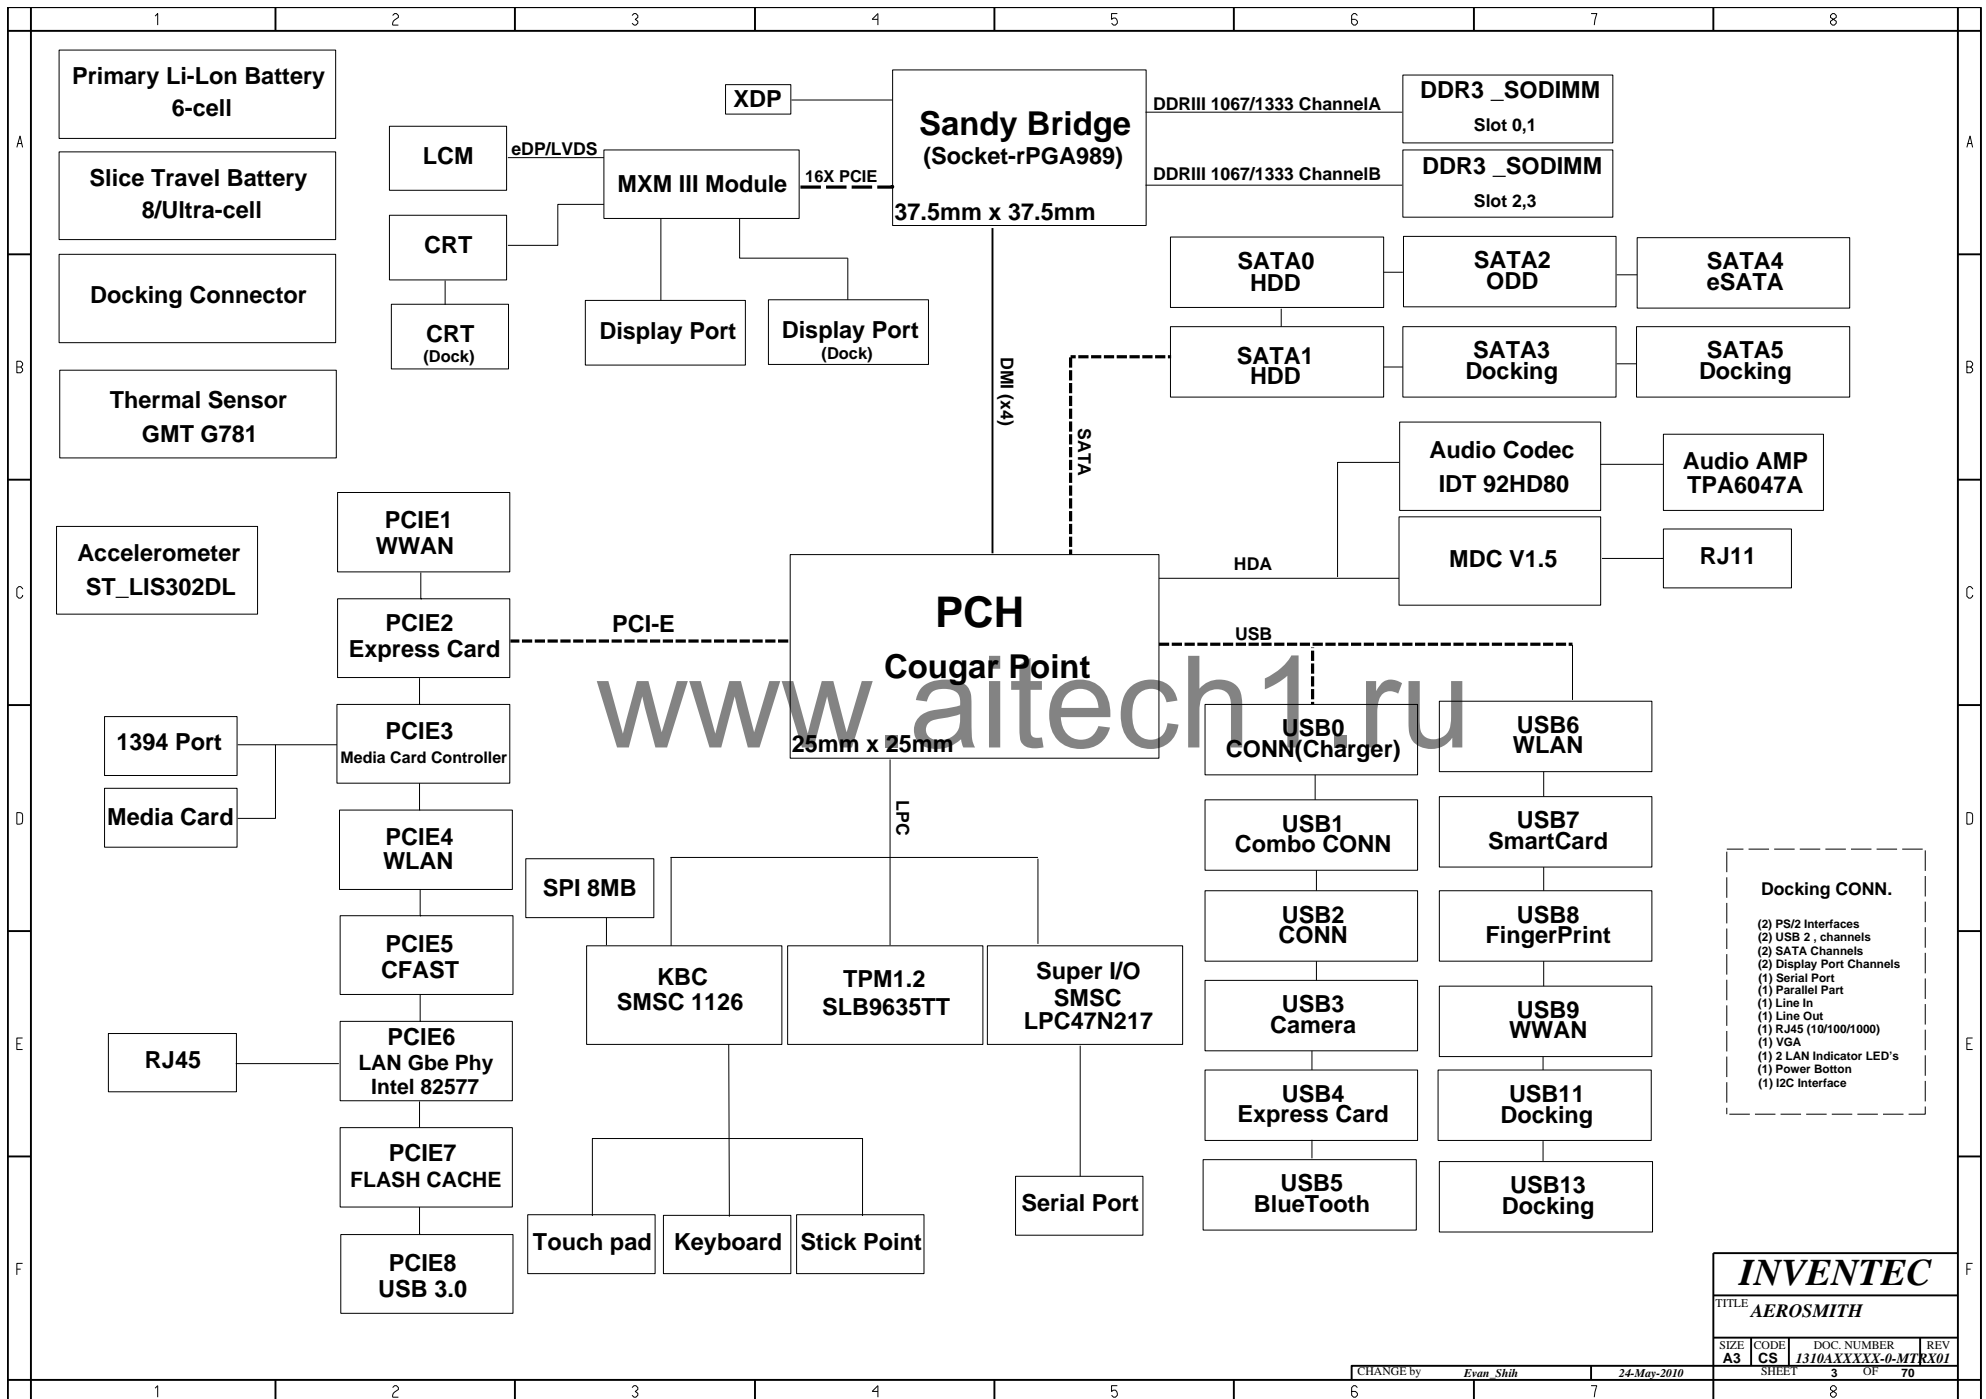 1 2 3 4 5 6 7 8
A
B
C
D
E
F
Primary Li-Lon Battery
6-cell
Slice Travel Battery
8/Ultra-cell
Docking Connector
Thermal Sensor
GMT G781
Accelerometer
ST_LIS302DL
LCM
eDP/LVDS
CRT
CRT
(Dock)
MXM III Module
16X PCIE
Display Port
Display Port
(Dock)
XDP
Sandy Bridge
(Socket-rPGA989)
37.5mm x 37.5mm
DDRIII 1067/1333 ChannelA
DDR3 _SODIMM
Slot 0,1
DDRIII 1067/1333 ChannelB
DDR3 _SODIMM
Slot 2,3
SATA0
HDD
SATA2
ODD
SATA4
eSATA
SATA1
HDD
SATA3
Docking
SATA5
Docking
DMI (x4)
SATA
Audio Codec
IDT 92HD80
Audio AMP
TPA6047A
HDA
MDC V1.5
RJ11
PCH
Cougar Point
25mm x 25mm
PCI-E
USB
LPC
www.aitech1.ru
PCIE1
WWAN
PCIE2
Express Card
PCIE3
Media Card Controller
1394 Port
Media Card
PCIE4
WLAN
PCIE5
CFAST
PCIE6
LAN Gbe Phy
Intel 82577
RJ45
PCIE7
FLASH CACHE
PCIE8
USB 3.0
SPI 8MB
KBC
SMSC 1126
TPM1.2
SLB9635TT
Super I/O
SMSC
LPC47N217
Touch pad
Keyboard
Stick Point
Serial Port
USB0
CONN(Charger)
USB1
Combo CONN
USB2
CONN
USB3
Camera
USB4
Express Card
USB5
BlueTooth
USB6
WLAN
USB7
SmartCard
USB8
FingerPrint
USB9
WWAN
USB11
Docking
USB13
Docking
Docking CONN.
(2) PS/2 Interfaces
(2) USB 2 , channels
(2) SATA Channels
(2) Display Port Channels
(1) Serial Port
(1) Parallel Part
(1) Line In
(1) Line Out
(1) RJ45 (10/100/1000)
(1) VGA
(1) 2 LAN Indicator LED's
(1) Power Botton
(1) I2C Interface
INVENTEC
TITLE AEROSMITH
SIZE CODE DOC. NUMBER REV
A3 CS 1310AXXXXX-0-MTR X01
CHANGE by Evan_Shih 24-May-2010 SHEET 3 OF 70
A
B
C
D
E
F
1 2 3 4 5 6 7 8